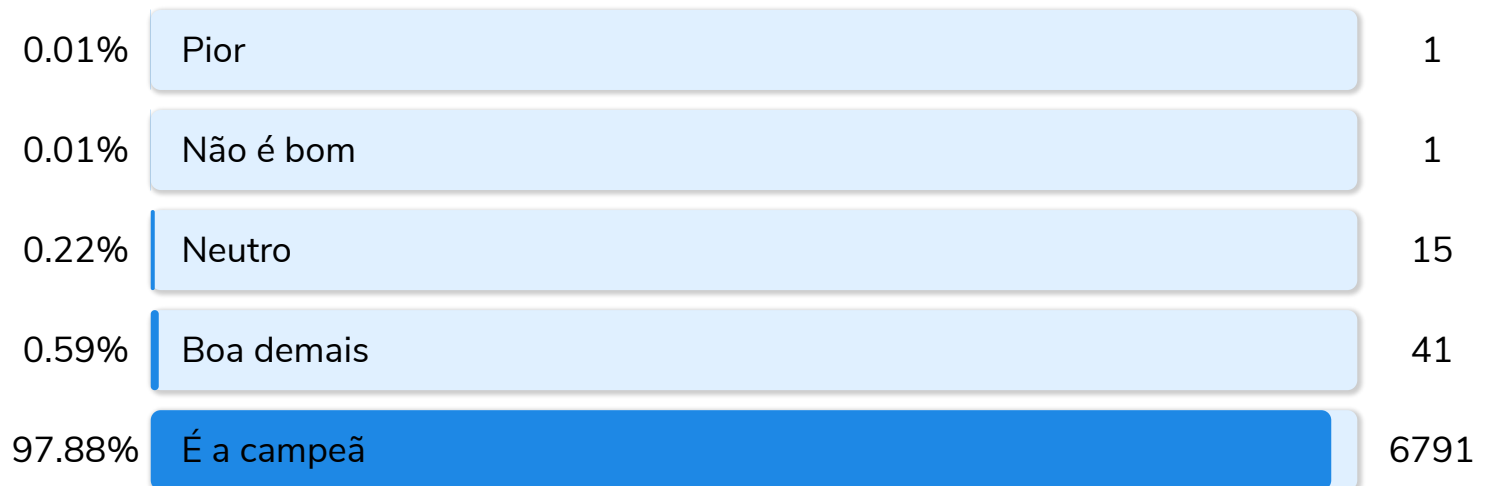 0.01% Pior 1
0.01% Não é bom 1
0.22% Neutro 15
0.59% Boa demais 41
97.88% É a campeã 6791